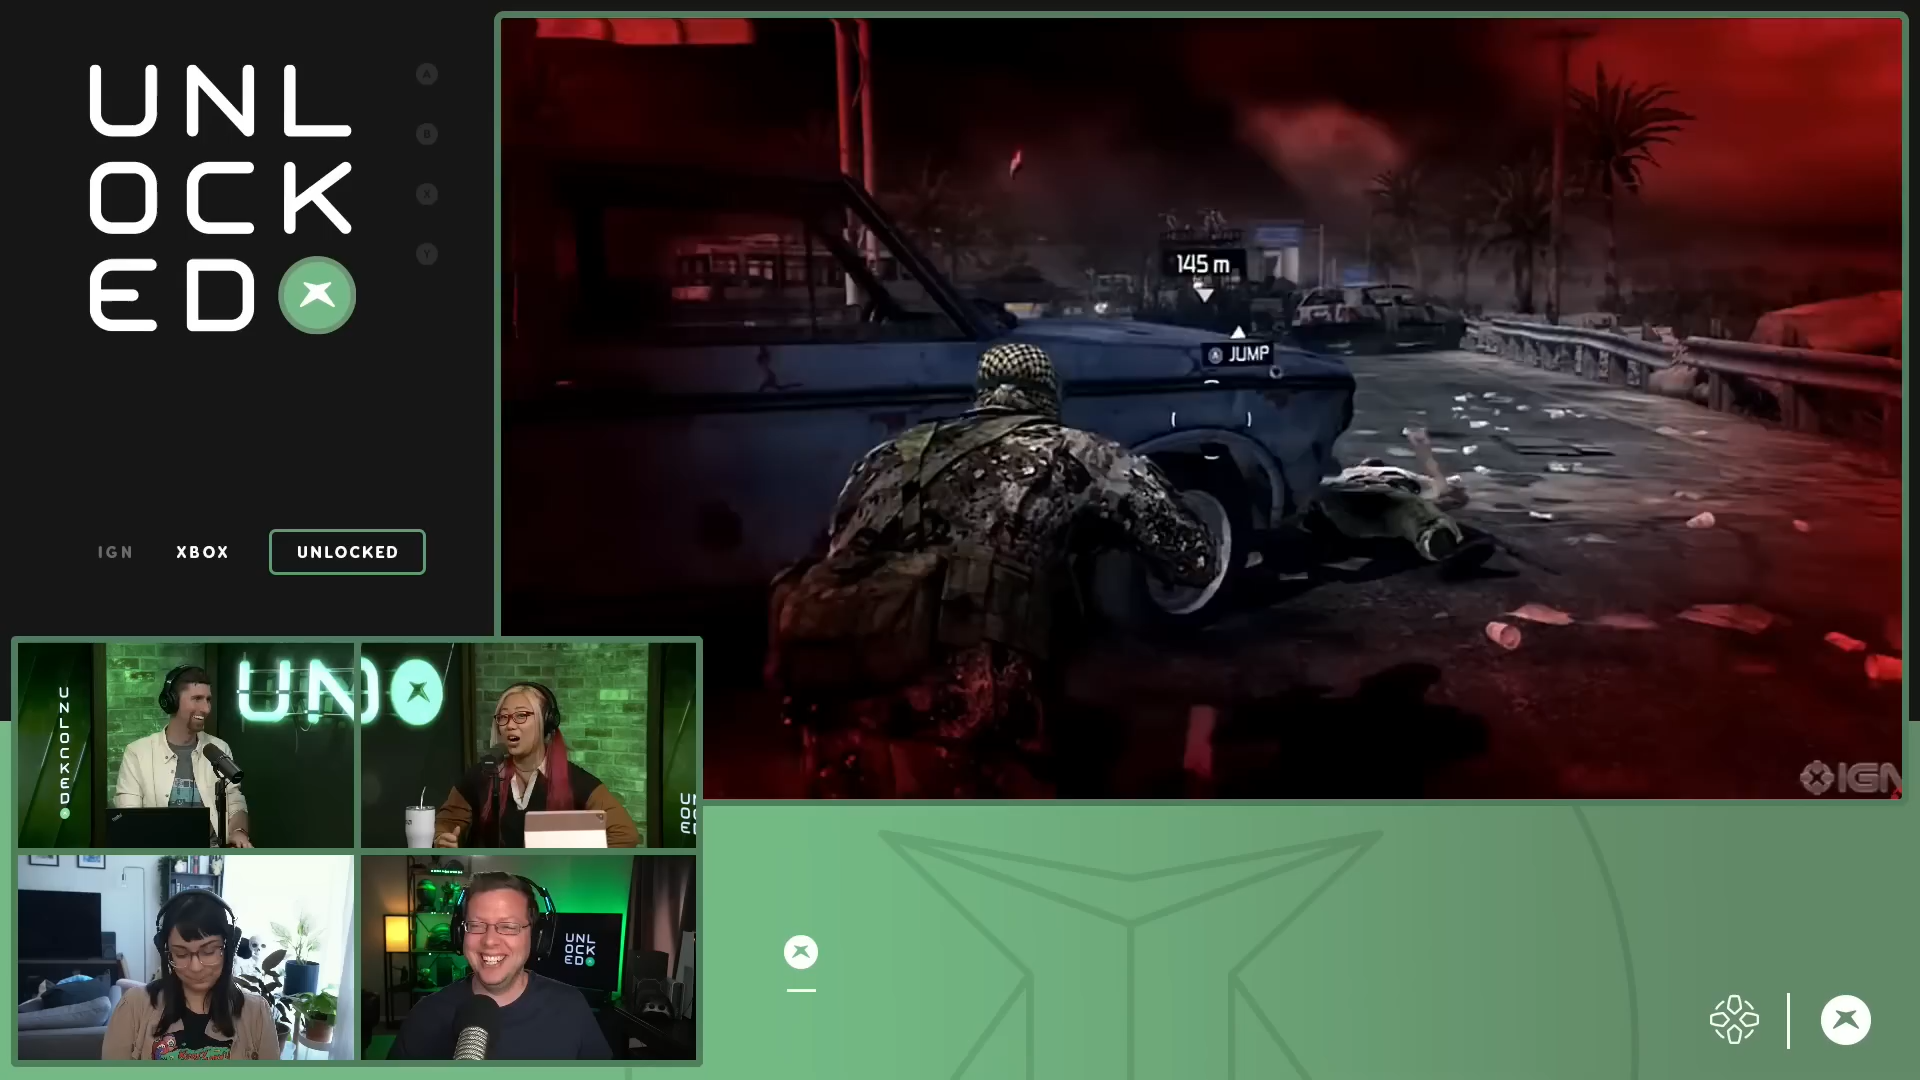 UNL
OCK
ED
A
B
X
Y
IGN
XBOX
UNLOCKED
145 m
A JUMP
IGN
UNLOCKED
UN
UNL
OCK
ED